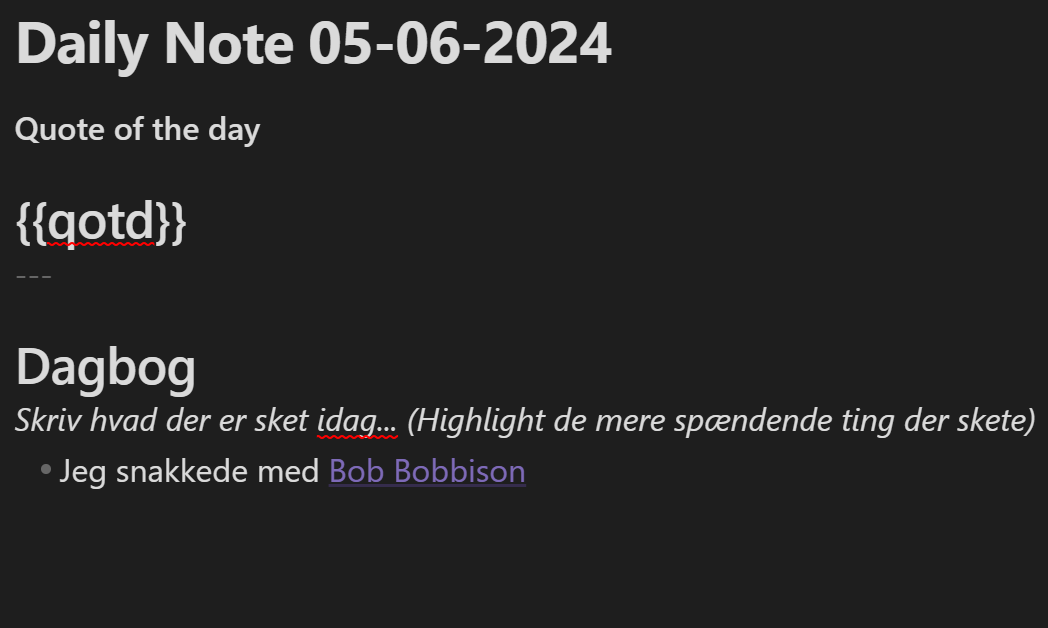 Daily Note 05-06-2024
Quote of the day
{{qotd}}
---
Dagbog
Skriv hvad der er sket idag... (Highlight de mere spændende ting der skete)
• Jeg snakkede med Bob Bobbison